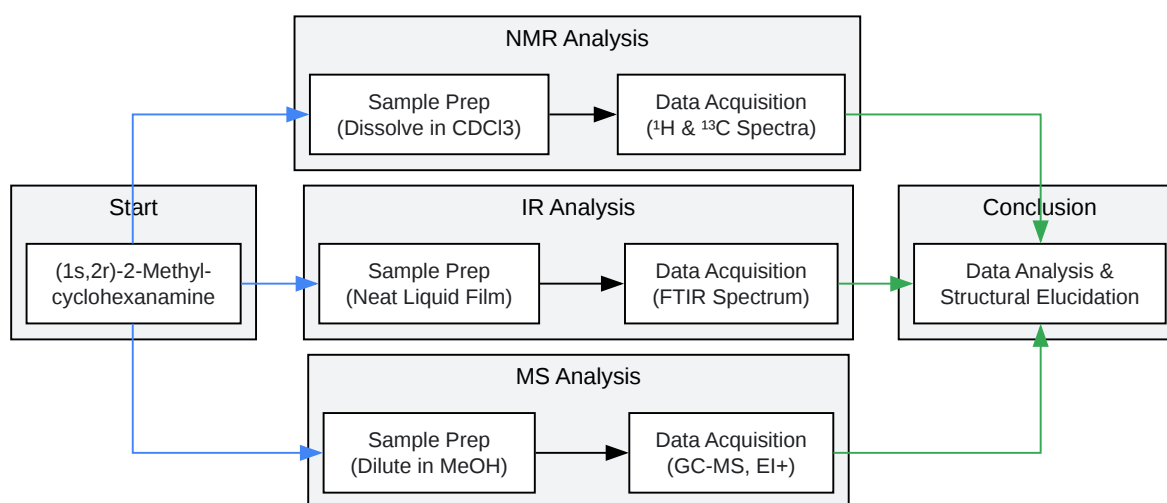 NMR Analysis
Sample Prep
(Dissolve in CDCl3)
Data Acquisition
(¹H & ¹³C Spectra)
Start
(1s,2r)-2-Methyl-
cyclohexanamine
IR Analysis
Sample Prep
(Neat Liquid Film)
Data Acquisition
(FTIR Spectrum)
Conclusion
Data Analysis &
Structural Elucidation
MS Analysis
Sample Prep
(Dilute in MeOH)
Data Acquisition
(GC-MS, EI+)